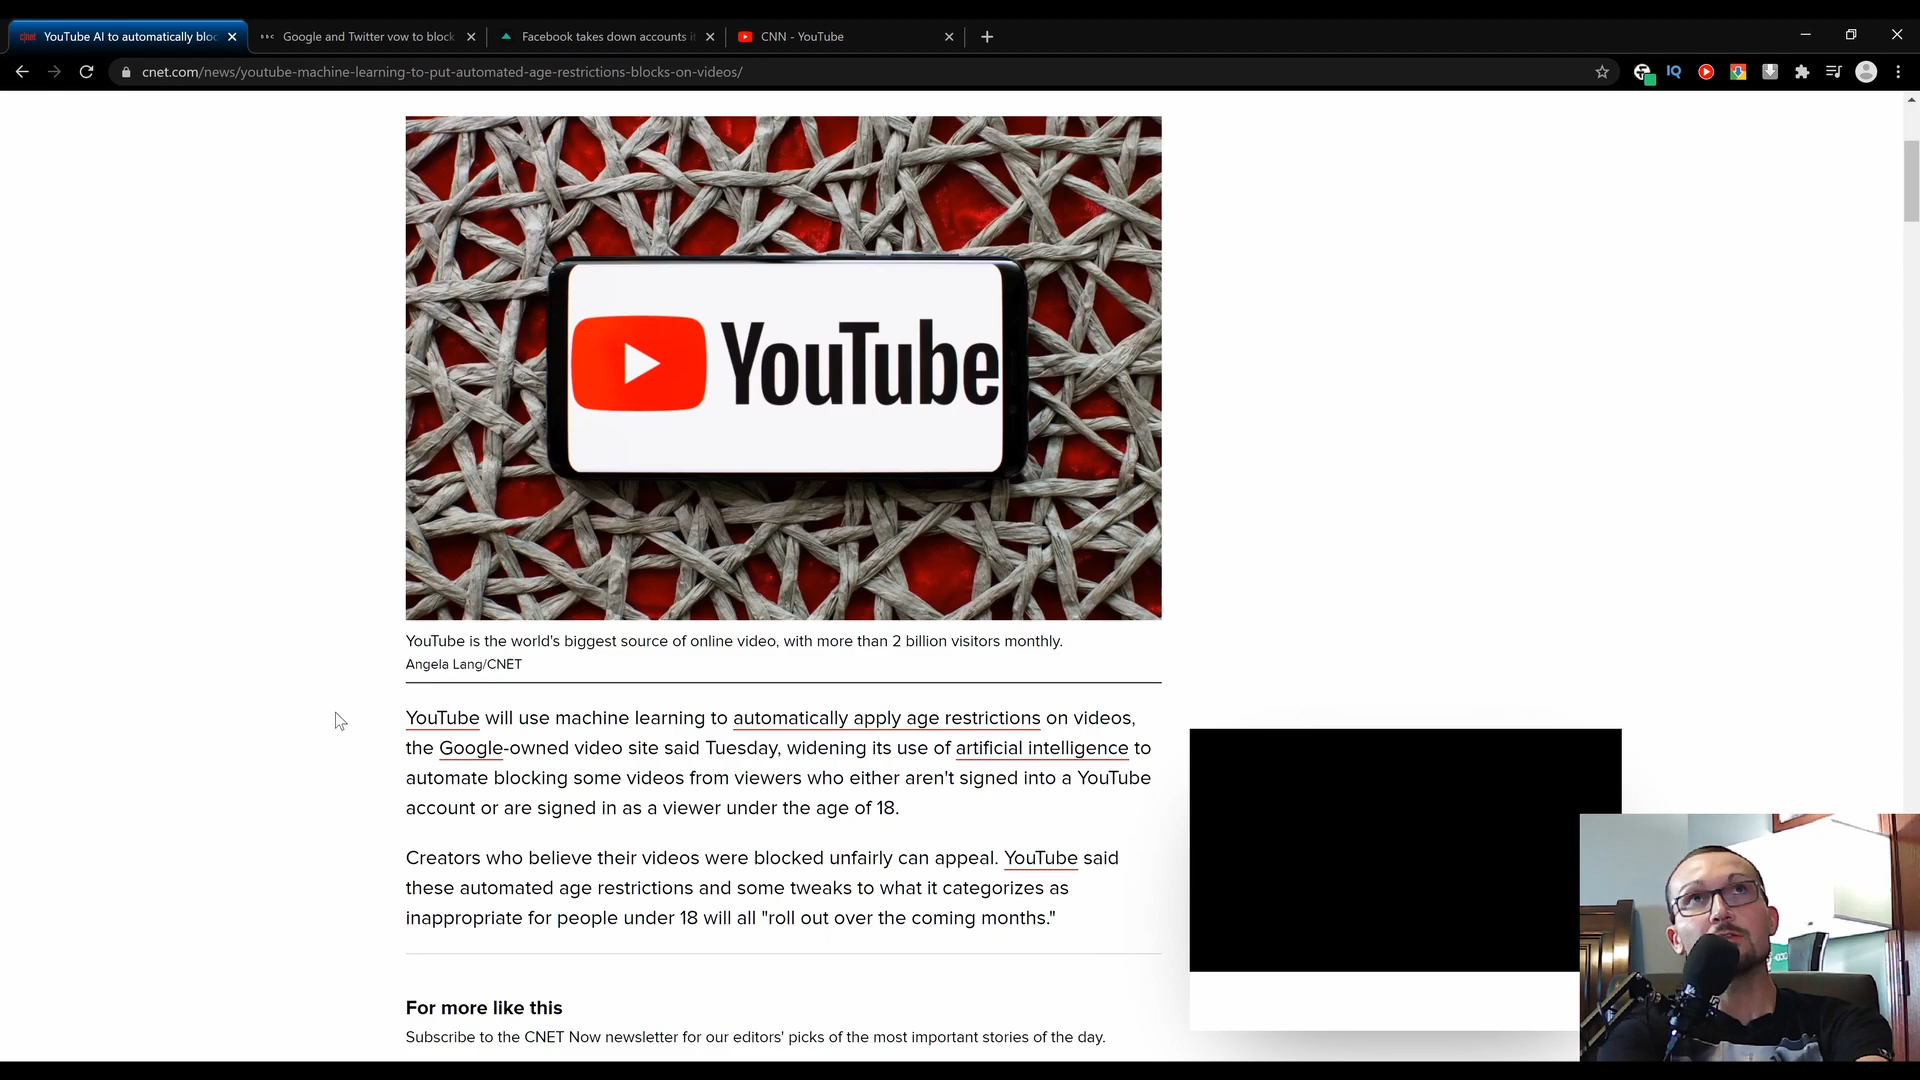 cnet
YouTube AI to automatically bloc
Google and Twitter vow to block
Facebook takes down accounts i
CNN - YouTube
cnet.com/news/youtube-machine-learning-to-put-automated-age-restrictions-blocks-on-videos/
IQ
YouTube
YouTube is the world's biggest source of online video, with more than 2 billion visitors monthly.
Angela Lang/CNET
YouTube will use machine learning to automatically apply age restrictions on videos,
the Google-owned video site said Tuesday, widening its use of artificial intelligence to
automate blocking some videos from viewers who either aren't signed into a YouTube
account or are signed in as a viewer under the age of 18.
Creators who believe their videos were blocked unfairly can appeal. YouTube said
these automated age restrictions and some tweaks to what it categorizes as
inappropriate for people under 18 will all "roll out over the coming months."
For more like this
Subscribe to the CNET Now newsletter for our editors' picks of the most important stories of the day.